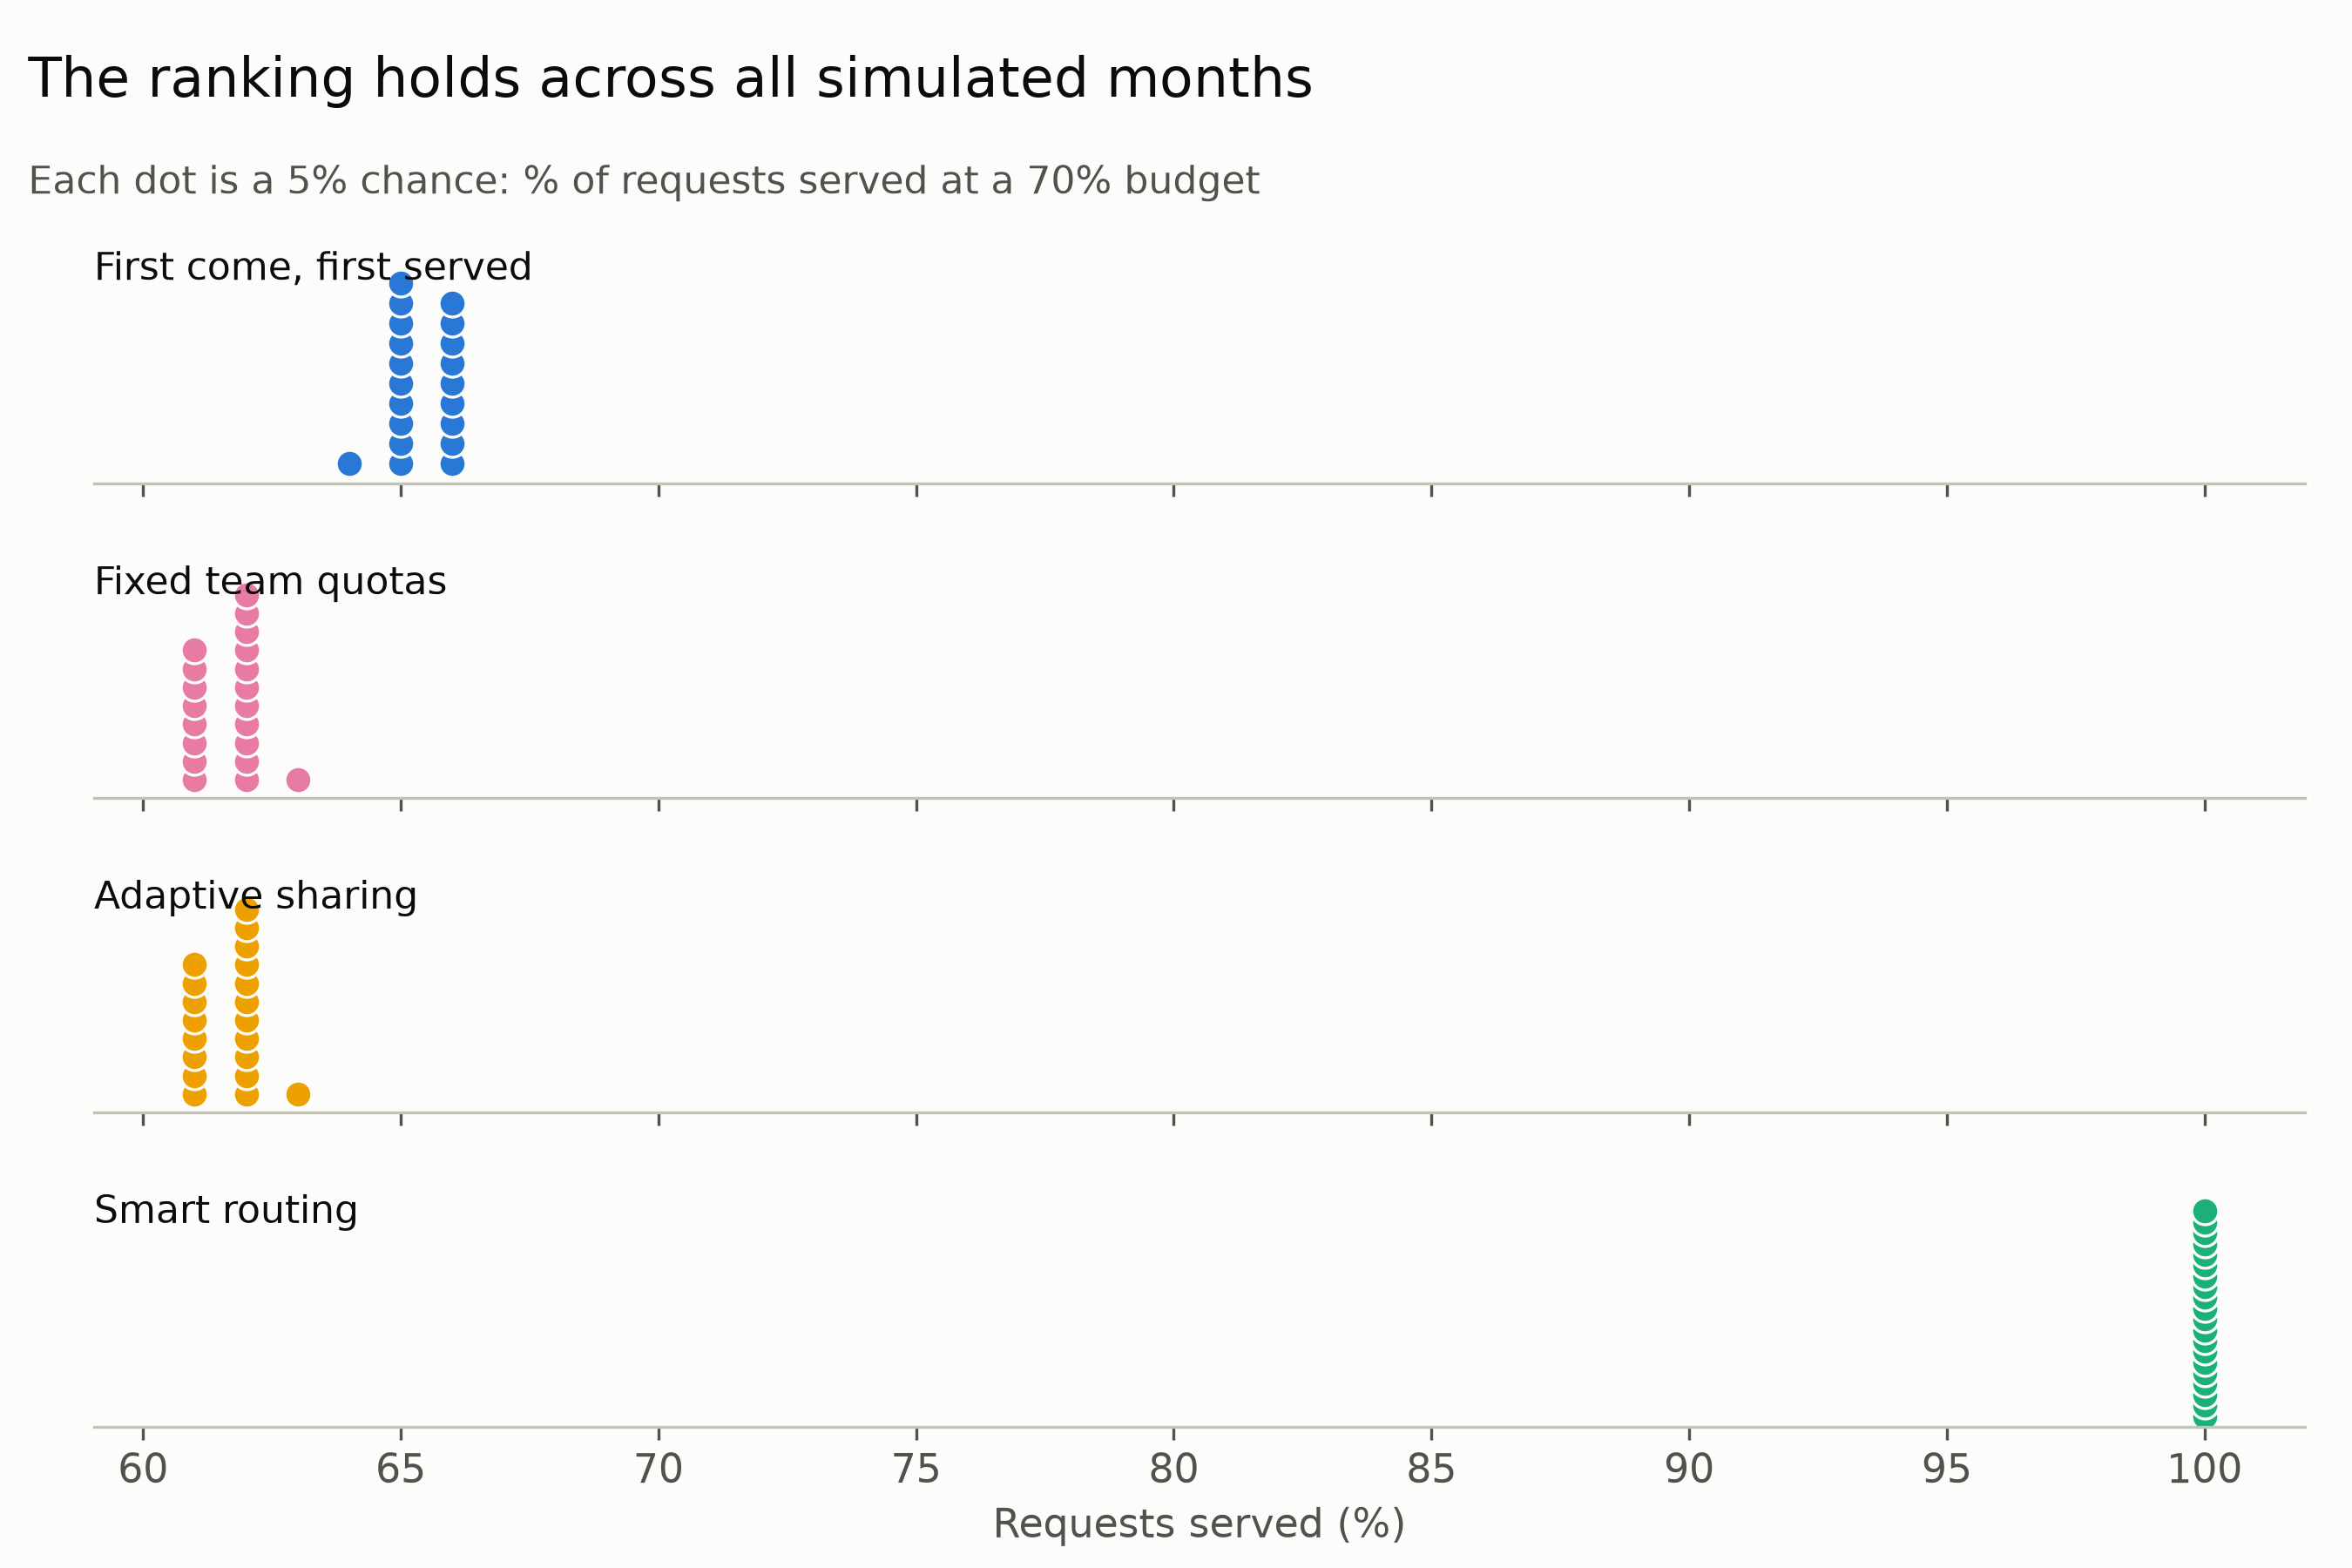 The ranking holds across all simulated months
Each dot is a 5% chance: % of requests served at a 70% budget
First come, first served
Fixed team quotas
Adaptive sharing
Smart routing
60 65 70 75 80 85 90 95 100
Requests served (%)